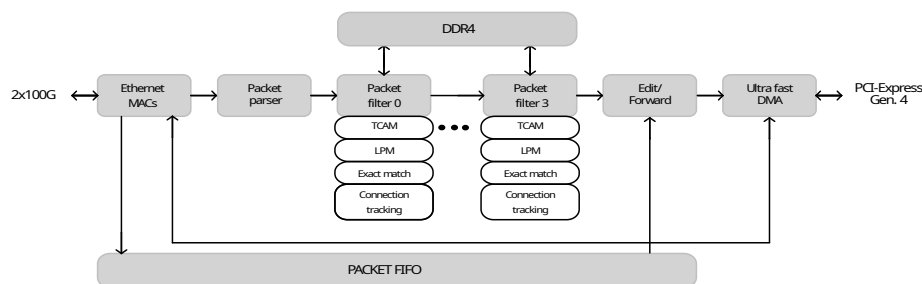 DDR4
2x100G
Ethernet
MACs
Packet
parser
Packet
filter 0
Packet
filter 3
Edit/
Forward
Ultra fast
DMA
PCI-Express
Gen. 4
TCAM
LPM
Exact match
Connection
tracking
TCAM
LPM
Exact match
Connection
tracking
PACKET FIFO